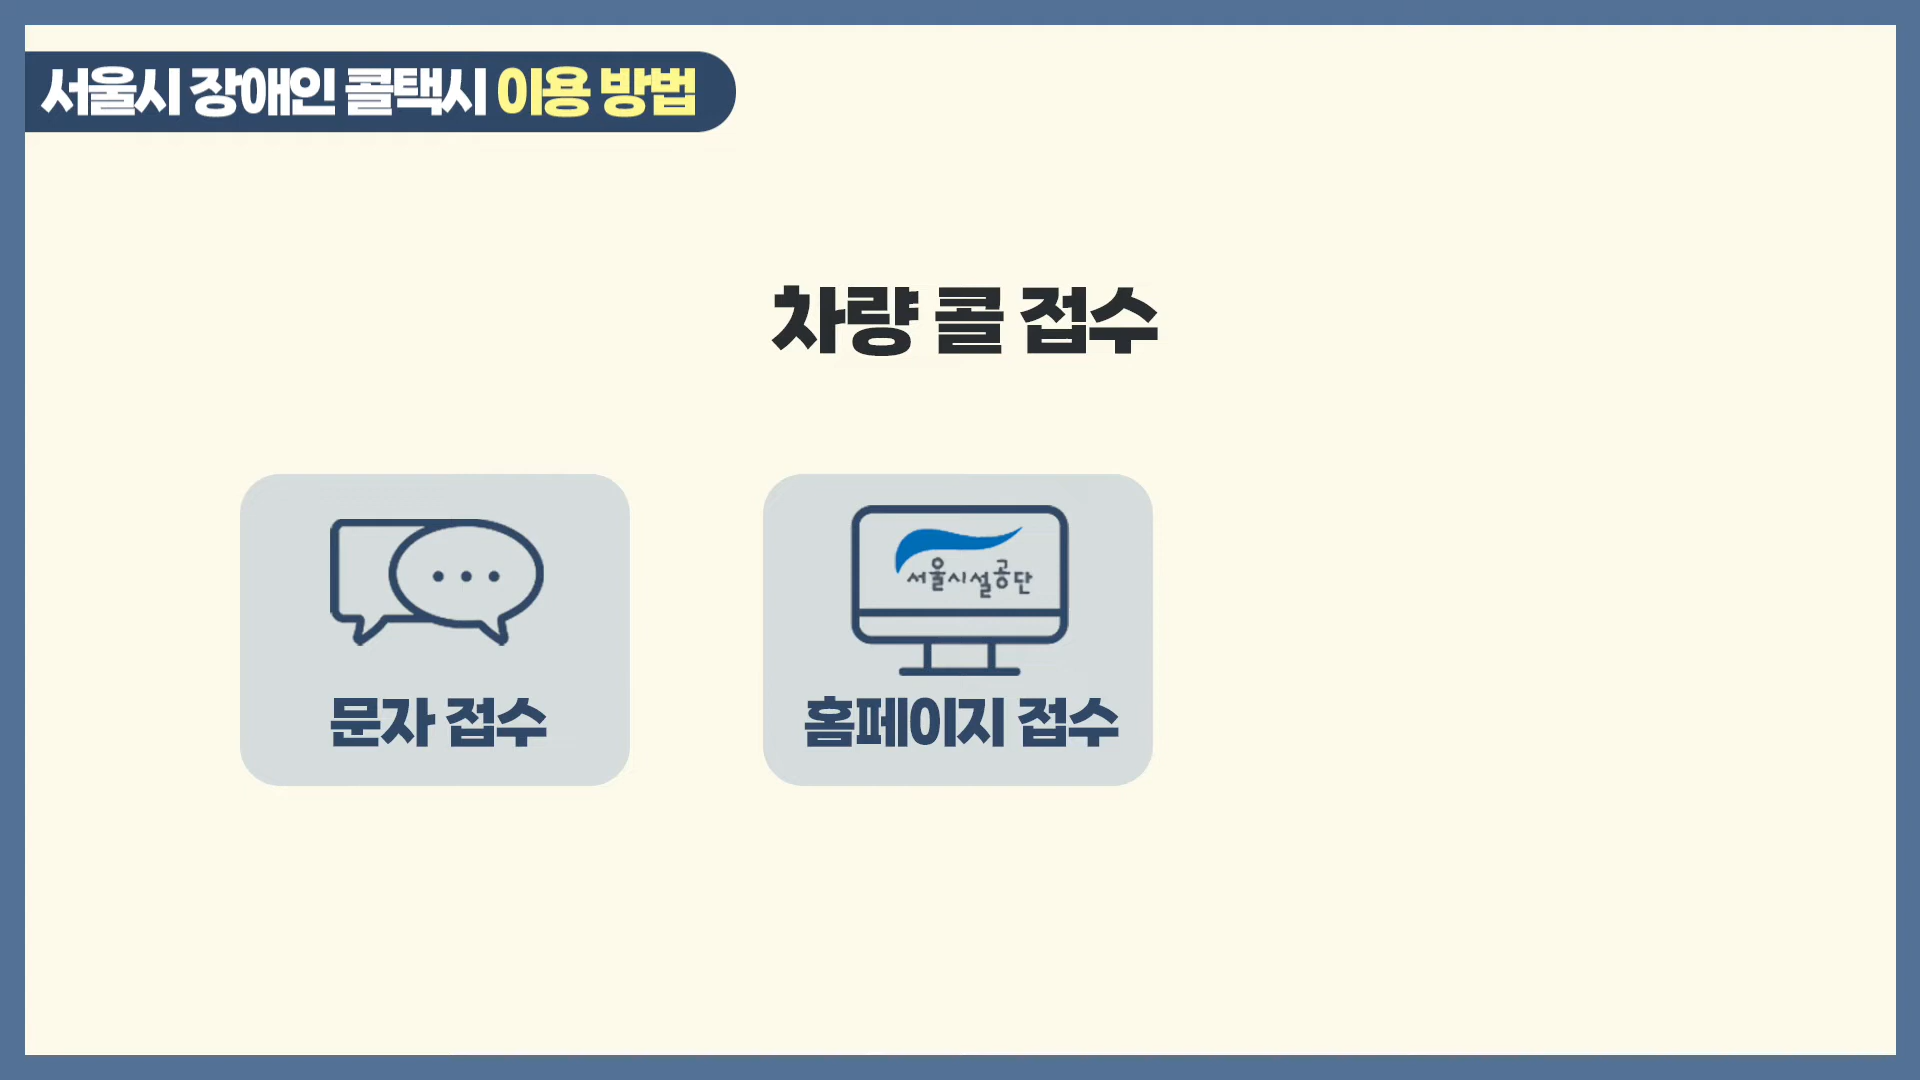 서울시 장애인 콜택시 이용 방법
차량 콜 접수
서울시설공단
문자 접수
홈페이지 접수